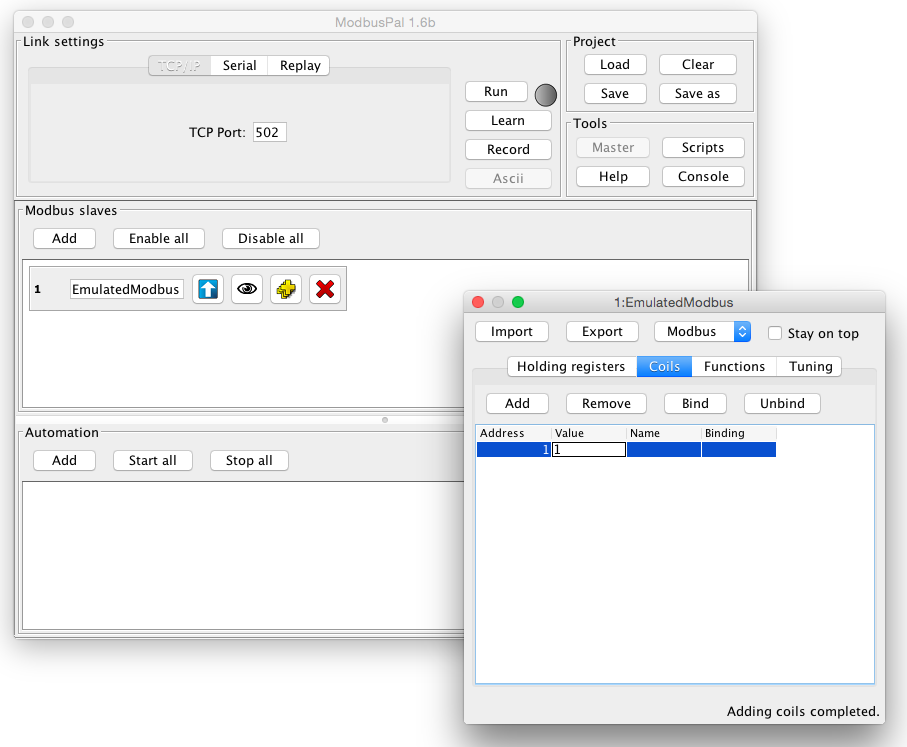 ModbusPal 1.6b
Link settings
TCP/IP Serial Replay
TCP Port: 502
Run
Learn
Record
Ascii
Project
Load Clear
Save Save as
Tools
Master Scripts
Help Console
Modbus slaves
Add Enable all Disable all
1 EmulatedModbus
Automation
Add Start all Stop all
1:EmulatedModbus
Import Export Modbus Stay on top
Holding registers Coils Functions Tuning
Add Remove Bind Unbind
Address Value Name Binding
1 1
Adding coils completed.